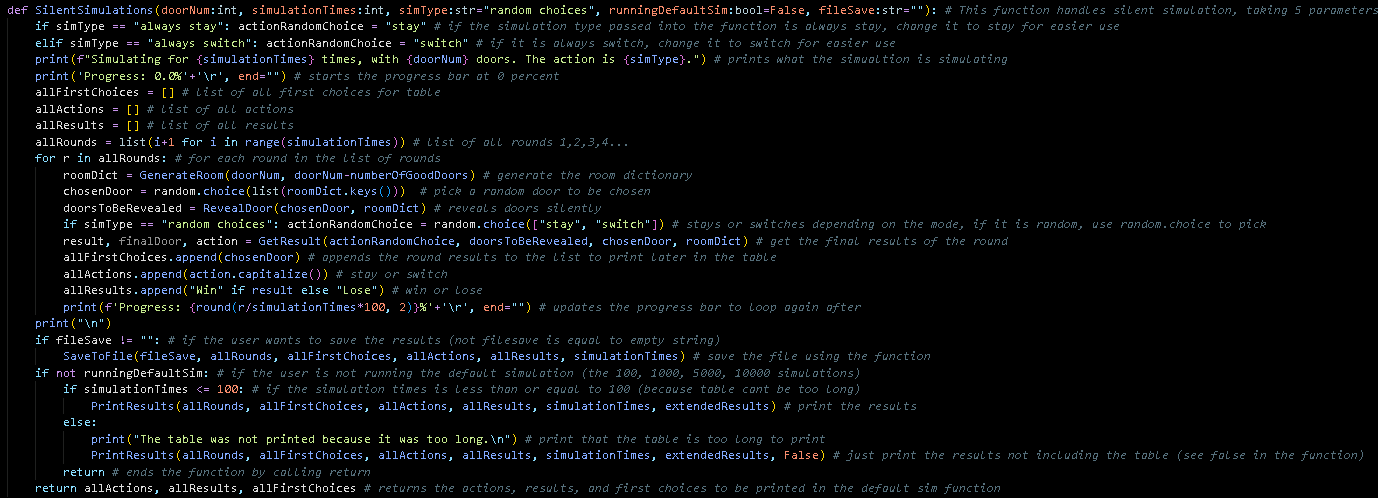 def SilentSimulations(doorNum:int, simulationTimes:int, simType:str="random choices", runningDefaultSim:bool=False, fileSave:str=""): # This function handles silent simulation, taking 5 parameters
    if simType == "always stay": actionRandomChoice = "stay" # if the simulation type passed into the function is always stay, change it to stay for easier use
    elif simType == "always switch": actionRandomChoice = "switch" # if it is always switch, change it to switch for easier use
    print(f"Simulating for {simulationTimes} times, with {doorNum} doors. The action is {simType}.") # prints what the simualtion is simulating
    print('Progress: 0.0%'+'\r', end="") # starts the progress bar at 0 percent
    allFirstChoices = [] # list of all first choices for table
    allActions = [] # list of all actions
    allResults = [] # list of all results
    allRounds = list(i+1 for i in range(simulationTimes)) # list of all rounds 1,2,3,4...
    for r in allRounds: # for each round in the list of rounds
        roomDict = GenerateRoom(doorNum, doorNum-numberOfGoodDoors) # generate the room dictionary
        chosenDoor = random.choice(list(roomDict.keys()))  # pick a random door to be chosen
        doorsToBeRevealed = RevealDoor(chosenDoor, roomDict) # reveals doors silently
        if simType == "random choices": actionRandomChoice = random.choice(["stay", "switch"]) # stays or switches depending on the mode, if it is random, use random.choice to pick
        result, finalDoor, action = GetResult(actionRandomChoice, doorsToBeRevealed, chosenDoor, roomDict) # get the final results of the round
        allFirstChoices.append(chosenDoor) # appends the round results to the list to print later in the table
        allActions.append(action.capitalize()) # stay or switch
        allResults.append("Win" if result else "Lose") # win or lose
        print(f'Progress: {round(r/simulationTimes*100, 2)}%'+'\r', end="") # updates the progress bar to loop again after
    print("\n")
    if fileSave != "": # if the user wants to save the results (not filesave is equal to empty string)
        SaveToFile(fileSave, allRounds, allFirstChoices, allActions, allResults, simulationTimes) # save the file using the function
    if not runningDefaultSim: # if the user is not running the default simulation (the 100, 1000, 5000, 10000 simulations)
        if simulationTimes <= 100: # if the simulation times is less than or equal to 100 (because table cant be too long)
            PrintResults(allRounds, allFirstChoices, allActions, allResults, simulationTimes, extendedResults) # print the results
        else:
            print("The table was not printed because it was too long.\n") # print that the table is too long to print
            PrintResults(allRounds, allFirstChoices, allActions, allResults, simulationTimes, extendedResults, False) # just print the results not including the table (see false in the function)
        return # ends the function by calling return
    return allActions, allResults, allFirstChoices # returns the actions, results, and first choices to be printed in the default sim function